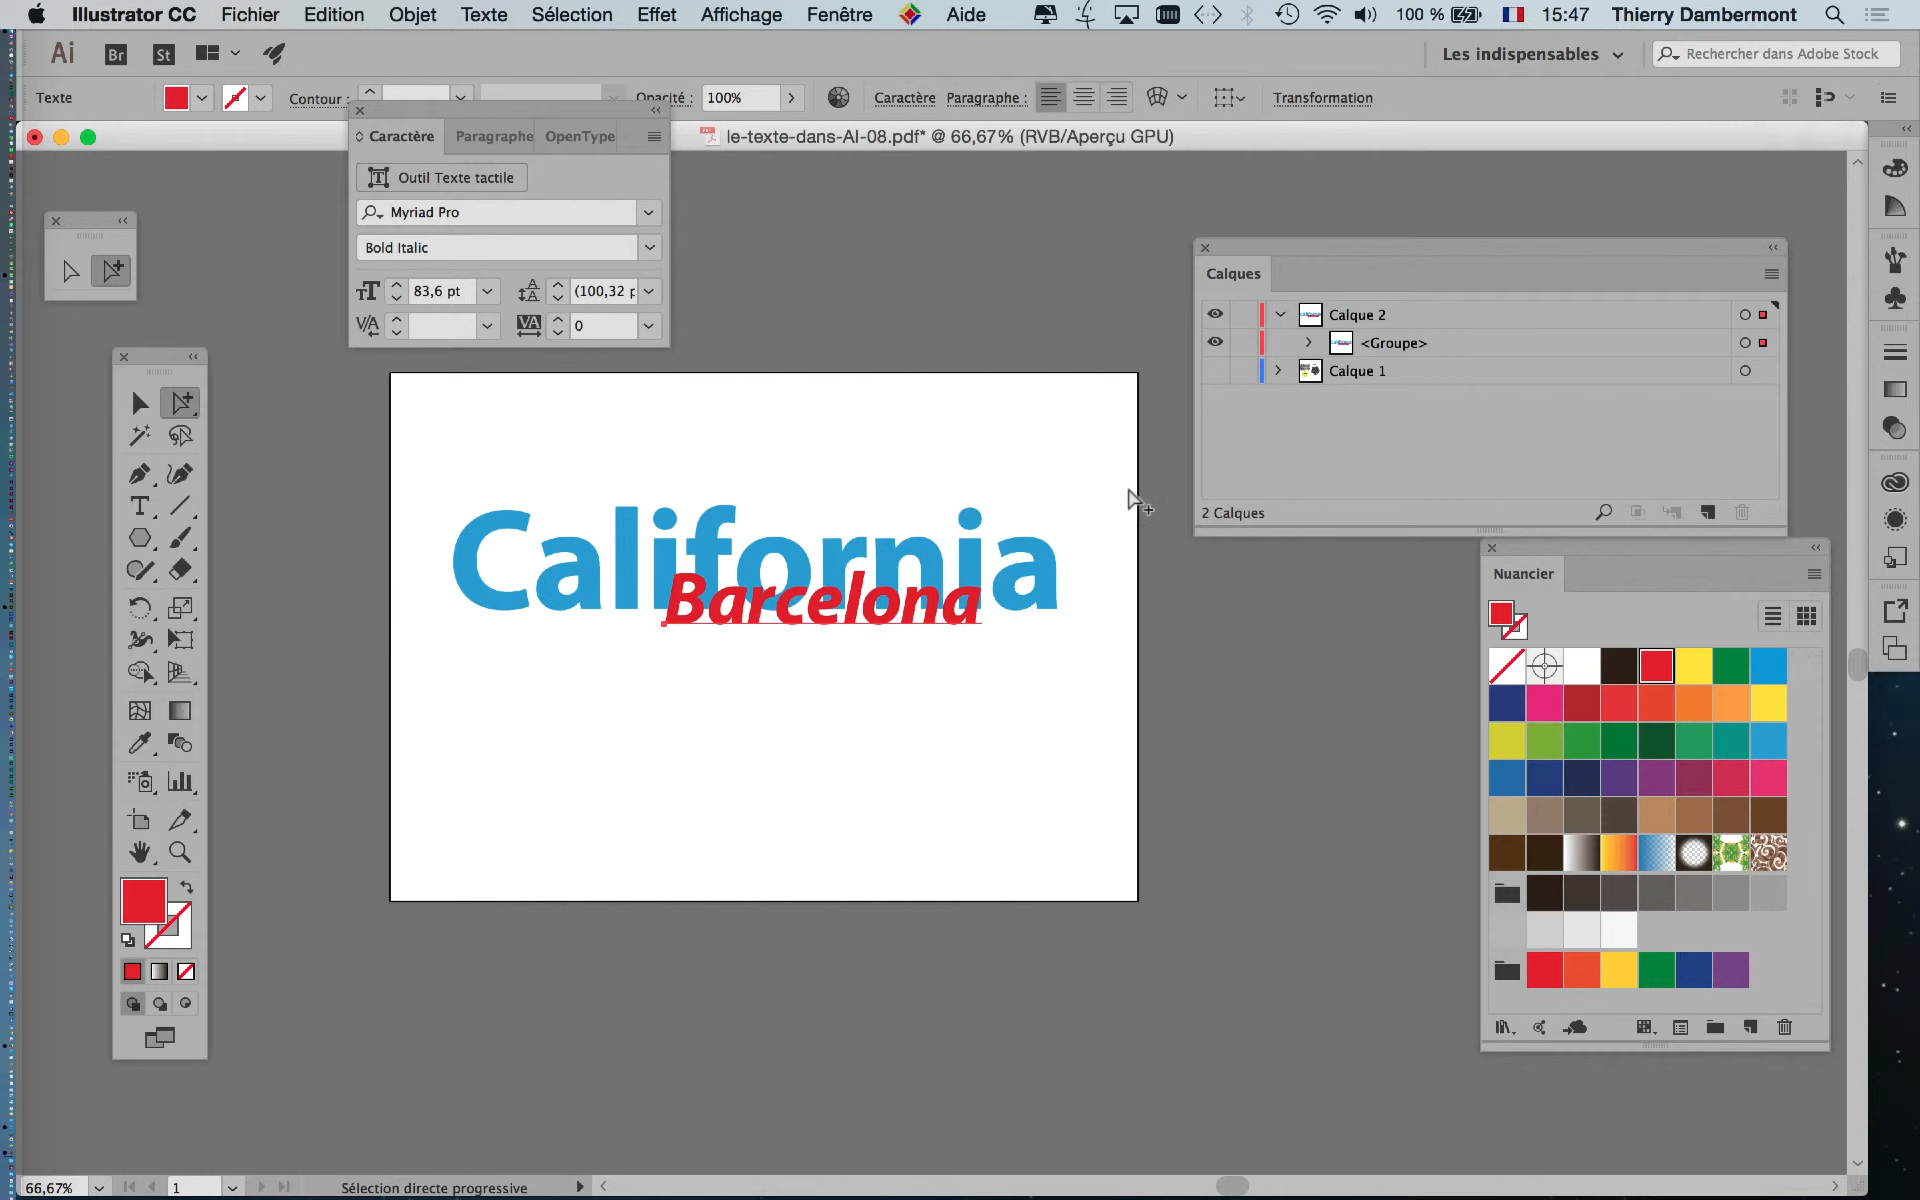 Illustrator CC Fichier Edition Objet Texte Sélection Effet Affichage Fenêtre Aide 100 % 15:47 Thierry Dambermont
Ai Br St Les indispensables Rechercher dans Adobe Stock
Texte Contour : Opacité : 100% Caractère Paragraphe : Transformation
le-texte-dans-AI-08.pdf* @ 66,67% (RVB/Aperçu GPU)
Caractère Paragraphe OpenType
Outil Texte tactile
Myriad Pro
Bold Italic
83,6 pt (100,32 p
0
Calques
Calque 2
<Groupe>
Calque 1
2 Calques
California
Barcelona
Nuancier
66,67% 1 Sélection directe progressive